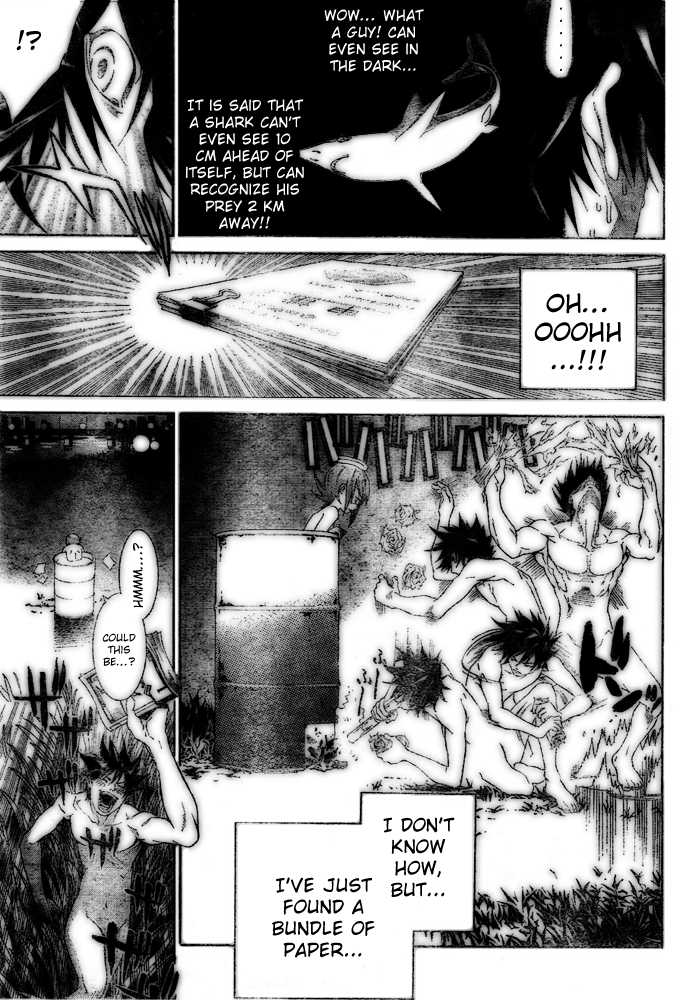 ......
WOW... WHAT
A GUY! CAN
EVEN SEE IN
THE DARK...
IT IS SAID THAT
A SHARK CAN'T
EVEN SEE 10
CM AHEAD OF
ITSELF, BUT CAN
RECOGNIZE HIS
PREY 2 KM
AWAY!!
!?
OH...
OOOHH
...!!!
I DON'T
KNOW
HOW,
BUT...
I'VE JUST
FOUND A
BUNDLE OF
PAPER...
HMMM...?
COULD
THIS
BE...?